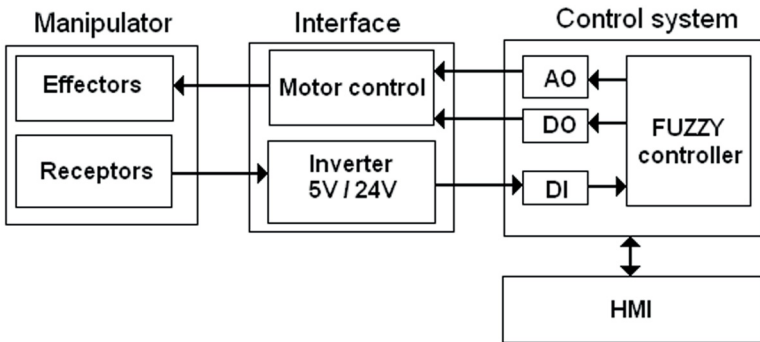 Manipulator
Effectors
Receptors
Interface
Motor control
Inverter
5V / 24V
Control system
AO
DO
DI
FUZZY
controller
HMI